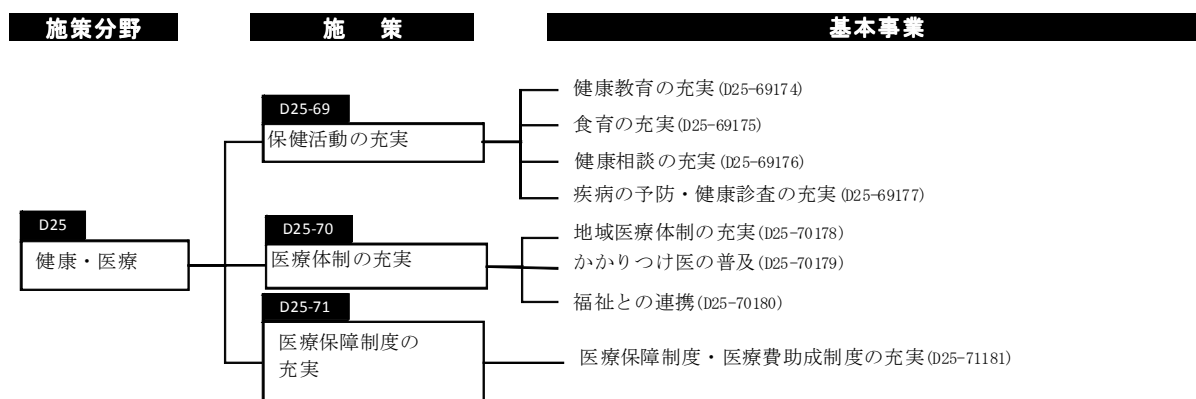 施策分野
施 策
基本事業
D25
健康・医療
D25-69
保健活動の充実
健康教育の充実(D25-69174)
食育の充実(D25-69175)
健康相談の充実(D25-69176)
疾病の予防・健康診査の充実(D25-69177)
D25-70
医療体制の充実
地域医療体制の充実(D25-70178)
かかりつけ医の普及(D25-70179)
福祉との連携(D25-70180)
D25-71
医療保障制度の
充実
医療保障制度・医療費助成制度の充実(D25-71181)